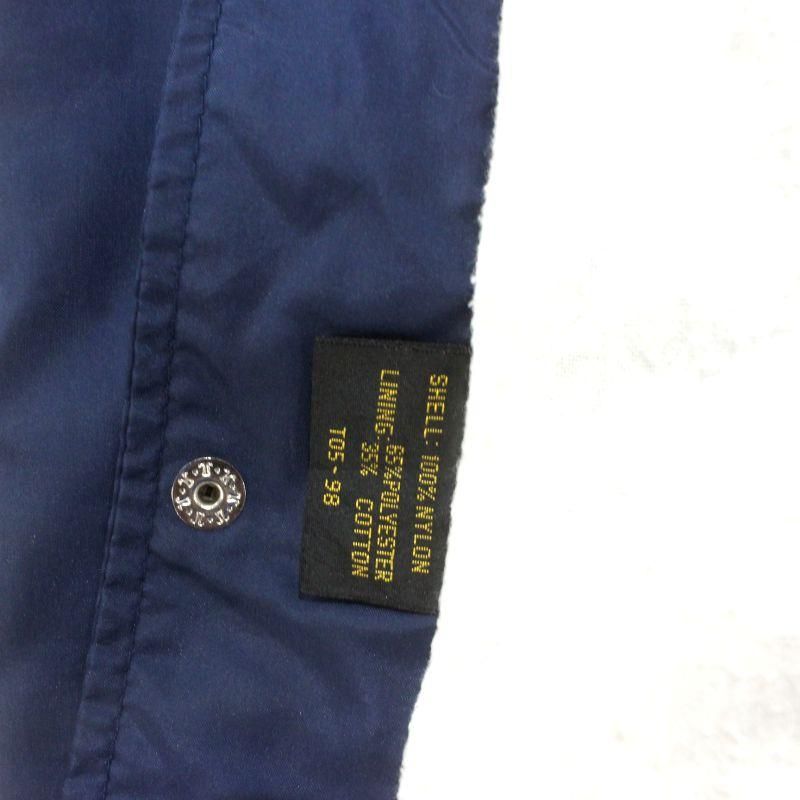 SHELL: 100% NYLON
65%POLYESTER
LINING: 35% COTTON
T05-98